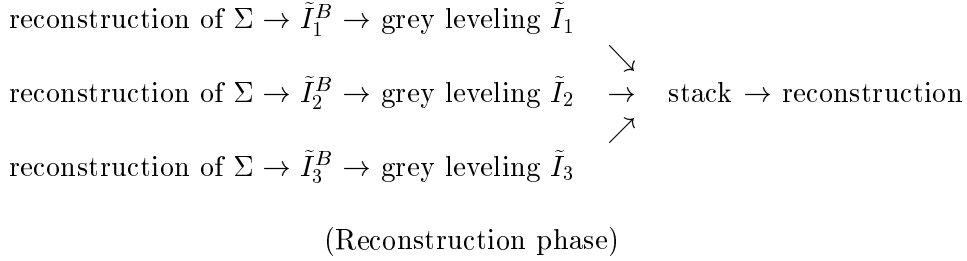 reconstruction of Σ → Ĩ₁ᴮ → grey leveling Ĩ₁
↘
reconstruction of Σ → Ĩ₂ᴮ → grey leveling Ĩ₂ → stack → reconstruction
↗
reconstruction of Σ → Ĩ₃ᴮ → grey leveling Ĩ₃
(Reconstruction phase)